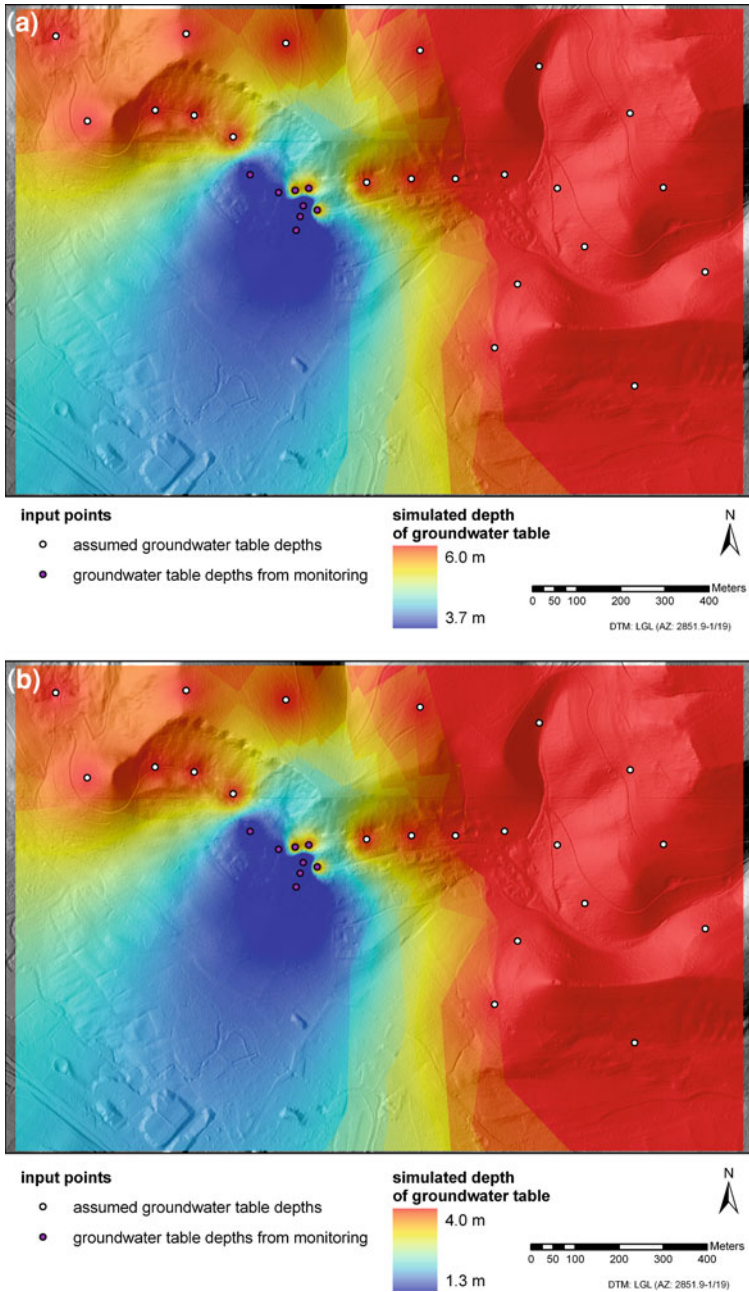 (a)
input points
assumed groundwater table depths
groundwater table depths from monitoring
simulated depth
of groundwater table
6.0 m
3.7 m
N
Meters
0 50 100 200 300 400
DTM: LGL (AZ: 2851.9-1/19)
(b)
input points
assumed groundwater table depths
groundwater table depths from monitoring
simulated depth
of groundwater table
4.0 m
1.3 m
N
Meters
0 50 100 200 300 400
DTM: LGL (AZ: 2851.9-1/19)